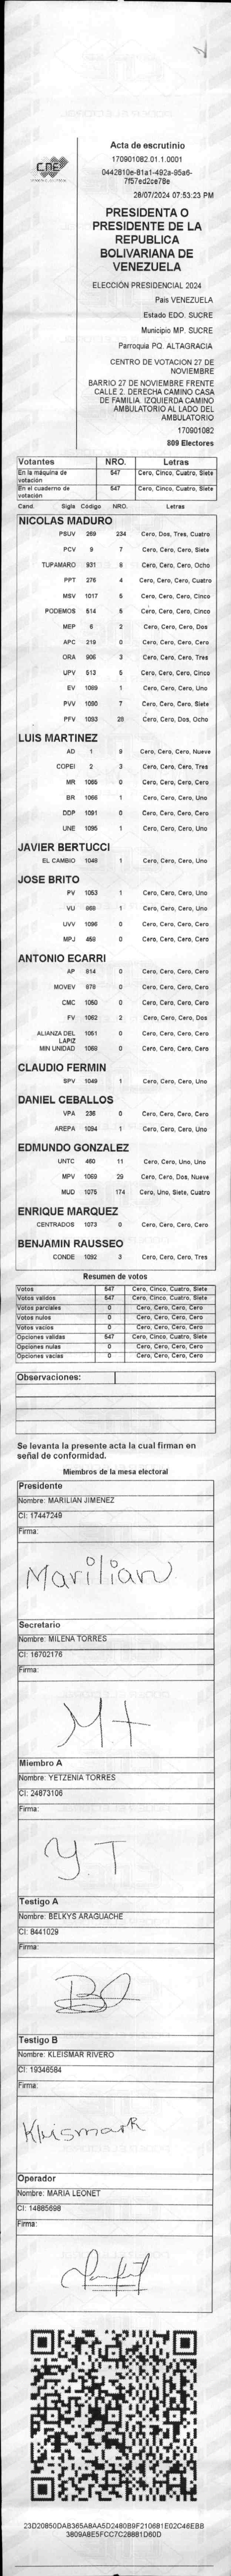 CNE
Acta de escrutinio
170901082.01.1.0001
0442810e-81a1-492a-95a6-
7f57ed2ce78e
28/07/2024 07:53:23 PM
PRESIDENTA O
PRESIDENTE DE LA
REPUBLICA
BOLIVARIANA DE
VENEZUELA
ELECCIÓN PRESIDENCIAL 2024
Pais VENEZUELA
Estado EDO. SUCRE
Municipio MP. SUCRE
Parroquia PQ. ALTAGRACIA
CENTRO DE VOTACION 27 DE
NOVIEMBRE
BARRIO 27 DE NOVIEMBRE FRENTE
CALLE 2. DERECHA CAMINO CASA
DE FAMILIA. IZQUIERDA CAMINO
AMBULATORIO AL LADO DEL
AMBULATORIO
170901082
809 Electores
Votantes NRO. Letras
En la máquina de votación 547 Cero, Cinco, Cuatro, Siete
En el cuaderno de votación 547 Cero, Cinco, Cuatro, Siete
Cand Sigla Código NRO. Letras
NICOLAS MADURO
PSUV 269 234 Cero, Dos, Tres, Cuatro
PCV 9 7 Cero, Cero, Cero, Siete
TUPAMARO 931 8 Cero, Cero, Cero, Ocho
PPT 276 4 Cero, Cero, Cero, Cuatro
MSV 1017 5 Cero, Cero, Cero, Cinco
PODEMOS 514 5 Cero, Cero, Cero, Cinco
MEP 6 2 Cero, Cero, Cero, Dos
APC 219 0 Cero, Cero, Cero, Cero
ORA 906 3 Cero, Cero, Cero, Tres
UPV 513 5 Cero, Cero, Cero, Cinco
EV 1089 1 Cero, Cero, Cero, Uno
PVV 1090 7 Cero, Cero, Cero, Siete
PFV 1093 28 Cero, Cero, Dos, Ocho
LUIS MARTINEZ
AD 1 9 Cero, Cero, Cero, Nueve
COPEI 2 3 Cero, Cero, Cero, Tres
MR 1065 0 Cero, Cero, Cero, Cero
BR 1066 1 Cero, Cero, Cero, Uno
DDP 1091 0 Cero, Cero, Cero, Cero
UNE 1095 1 Cero, Cero, Cero, Uno
JAVIER BERTUCCI
EL CAMBIO 1048 1 Cero, Cero, Cero, Uno
JOSE BRITO
PV 1053 1 Cero, Cero, Cero, Uno
VU 868 1 Cero, Cero, Cero, Uno
UVV 1096 0 Cero, Cero, Cero, Cero
MPJ 458 0 Cero, Cero, Cero, Cero
ANTONIO ECARRI
AP 814 0 Cero, Cero, Cero, Cero
MOVEV 878 0 Cero, Cero, Cero, Cero
CMC 1050 0 Cero, Cero, Cero, Cero
FV 1062 2 Cero, Cero, Cero, Dos
ALIANZA DEL LAPIZ 1051 0 Cero, Cero, Cero, Cero
MIN UNIDAD 1068 0 Cero, Cero, Cero, Cero
CLAUDIO FERMIN
SPV 1049 1 Cero, Cero, Cero, Uno
DANIEL CEBALLOS
VPA 236 0 Cero, Cero, Cero, Cero
AREPA 1094 1 Cero, Cero, Cero, Uno
EDMUNDO GONZALEZ
UNTC 460 11 Cero, Cero, Uno, Uno
MPV 1069 29 Cero, Cero, Dos, Nueve
MUD 1075 174 Cero, Uno, Siete, Cuatro
ENRIQUE MARQUEZ
CENTRADOS 1073 0 Cero, Cero, Cero, Cero
BENJAMIN RAUSSEO
CONDE 1092 3 Cero, Cero, Cero, Tres
Resumen de votos
Votos 547 Cero, Cinco, Cuatro, Siete
Votos validos 547 Cero, Cinco, Cuatro, Siete
Votos parciales 0 Cero, Cero, Cero, Cero
Votos nulos 0 Cero, Cero, Cero, Cero
Votos vacios 0 Cero, Cero, Cero, Cero
Opciones validas 547 Cero, Cinco, Cuatro, Siete
Opciones nulas 0 Cero, Cero, Cero, Cero
Opciones vacias 0 Cero, Cero, Cero, Cero
Observaciones:
Se levanta la presente acta la cual firman en
señal de conformidad.
Miembros de la mesa electoral
Presidente
Nombre: MARILIAN JIMENEZ
CI: 17447249
Firma:
Marilian
Secretario
Nombre: MILENA TORRES
CI: 16702176
Firma:
M+
Miembro A
Nombre: YETZENIA TORRES
CI: 24873106
Firma:
Y.T
Testigo A
Nombre: BELKYS ARAGUACHE
CI: 8441029
Firma:
Testigo B
Nombre: KLEISMAR RIVERO
CI: 19346584
Firma:
Operador
Nombre: MARIA LEONET
CI: 14885698
Firma:
23D20850DAB365A8AA5D2480B9F210681E02C46EBB
3809A8E5FCC7C28881D60D